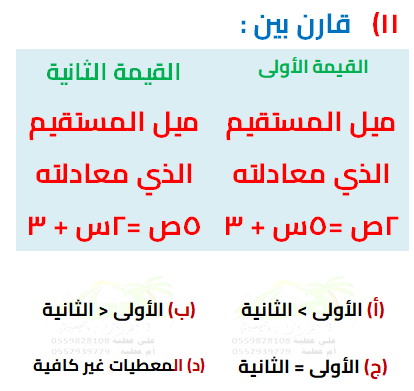 ١١) قارن بين :
القيمة الأولى القيمة الثانية
ميل المستقيم ميل المستقيم
الذي معادلته الذي معادلته
٢ص =٥س + ٣ ٥ص =٢س + ٣
(أ) الأولى > الثانية (ب) الأولى < الثانية
(ج) الأولى = الثانية (د) المعطيات غير كافية